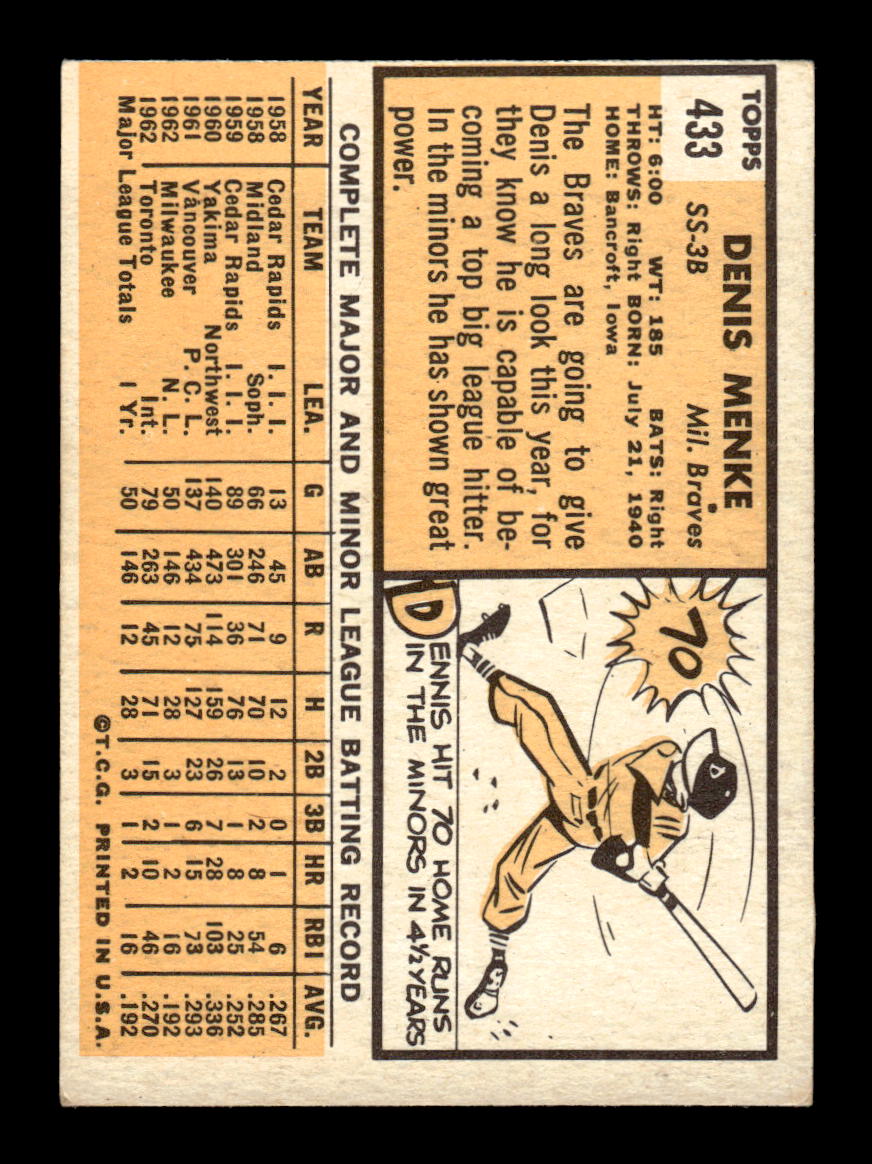 TOPPS
433
DENIS MENKE
SS-3B Mil. Braves
HT: 6:00 WT: 185 BATS: Right
THROWS: Right BORN: July 21, 1940
HOME: Bancroft, Iowa
The Braves are going to give
Denis a long look this year, for
they know he is capable of be-
coming a top big league hitter.
In the minors he has shown great
power.
70
DENNIS HIT 70 HOME RUNS
IN THE MINORS IN 4½ YEARS
COMPLETE MAJOR AND MINOR LEAGUE BATTING RECORD
YEAR TEAM LEA. G AB R H 2B 3B HR RBI AVG.
1958 Cedar Rapids I. I. I. 13 45 9 12 2 0 1 6 .267
1958 Midland Soph. 66 246 71 70 10 2 8 54 .285
1959 Cedar Rapids I. I. I. 89 301 36 76 13 1 8 25 .252
1960 Yakima Northwest 140 473 114 159 26 7 28 103 .336
1961 Vancouver P. C. L. 137 434 75 127 23 6 15 73 .293
1962 Milwaukee N. L. 50 146 12 28 3 1 2 16 .192
1962 Toronto Int. 79 263 45 71 15 2 10 46 .270
Major League Totals 1 Yr. 50 146 12 28 3 1 2 16 .192
©T.C.G. PRINTED IN U.S.A.